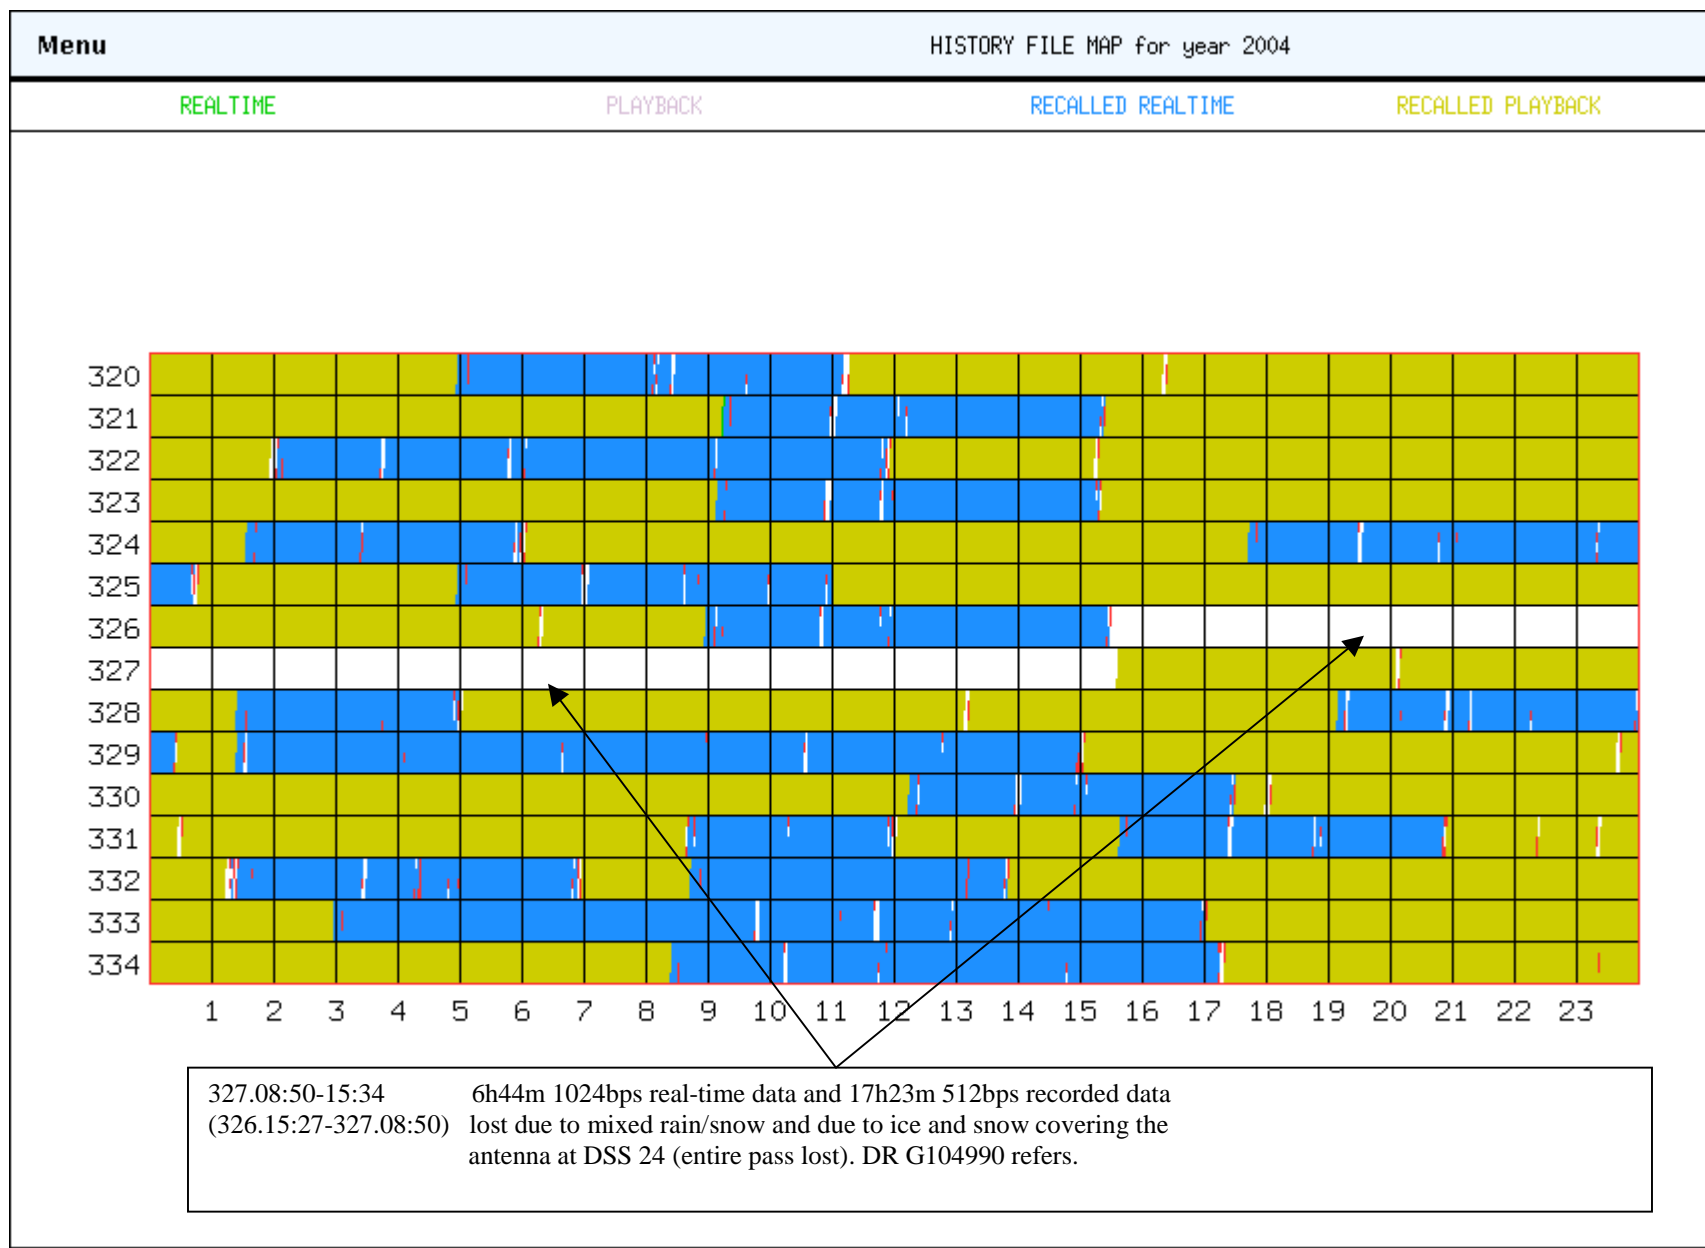 Menu
HISTORY FILE MAP for year 2004
REALTIME PLAYBACK RECALLED REALTIME RECALLED PLAYBACK
320
321
322
323
324
325
326
327
328
329
330
331
332
333
334
1 2 3 4 5 6 7 8 9 10 11 12 13 14 15 16 17 18 19 20 21 22 23
327.08:50-15:34 6h44m 1024bps real-time data and 17h23m 512bps recorded data
(326.15:27-327.08:50) lost due to mixed rain/snow and due to ice and snow covering the
antenna at DSS 24 (entire pass lost). DR G104990 refers.